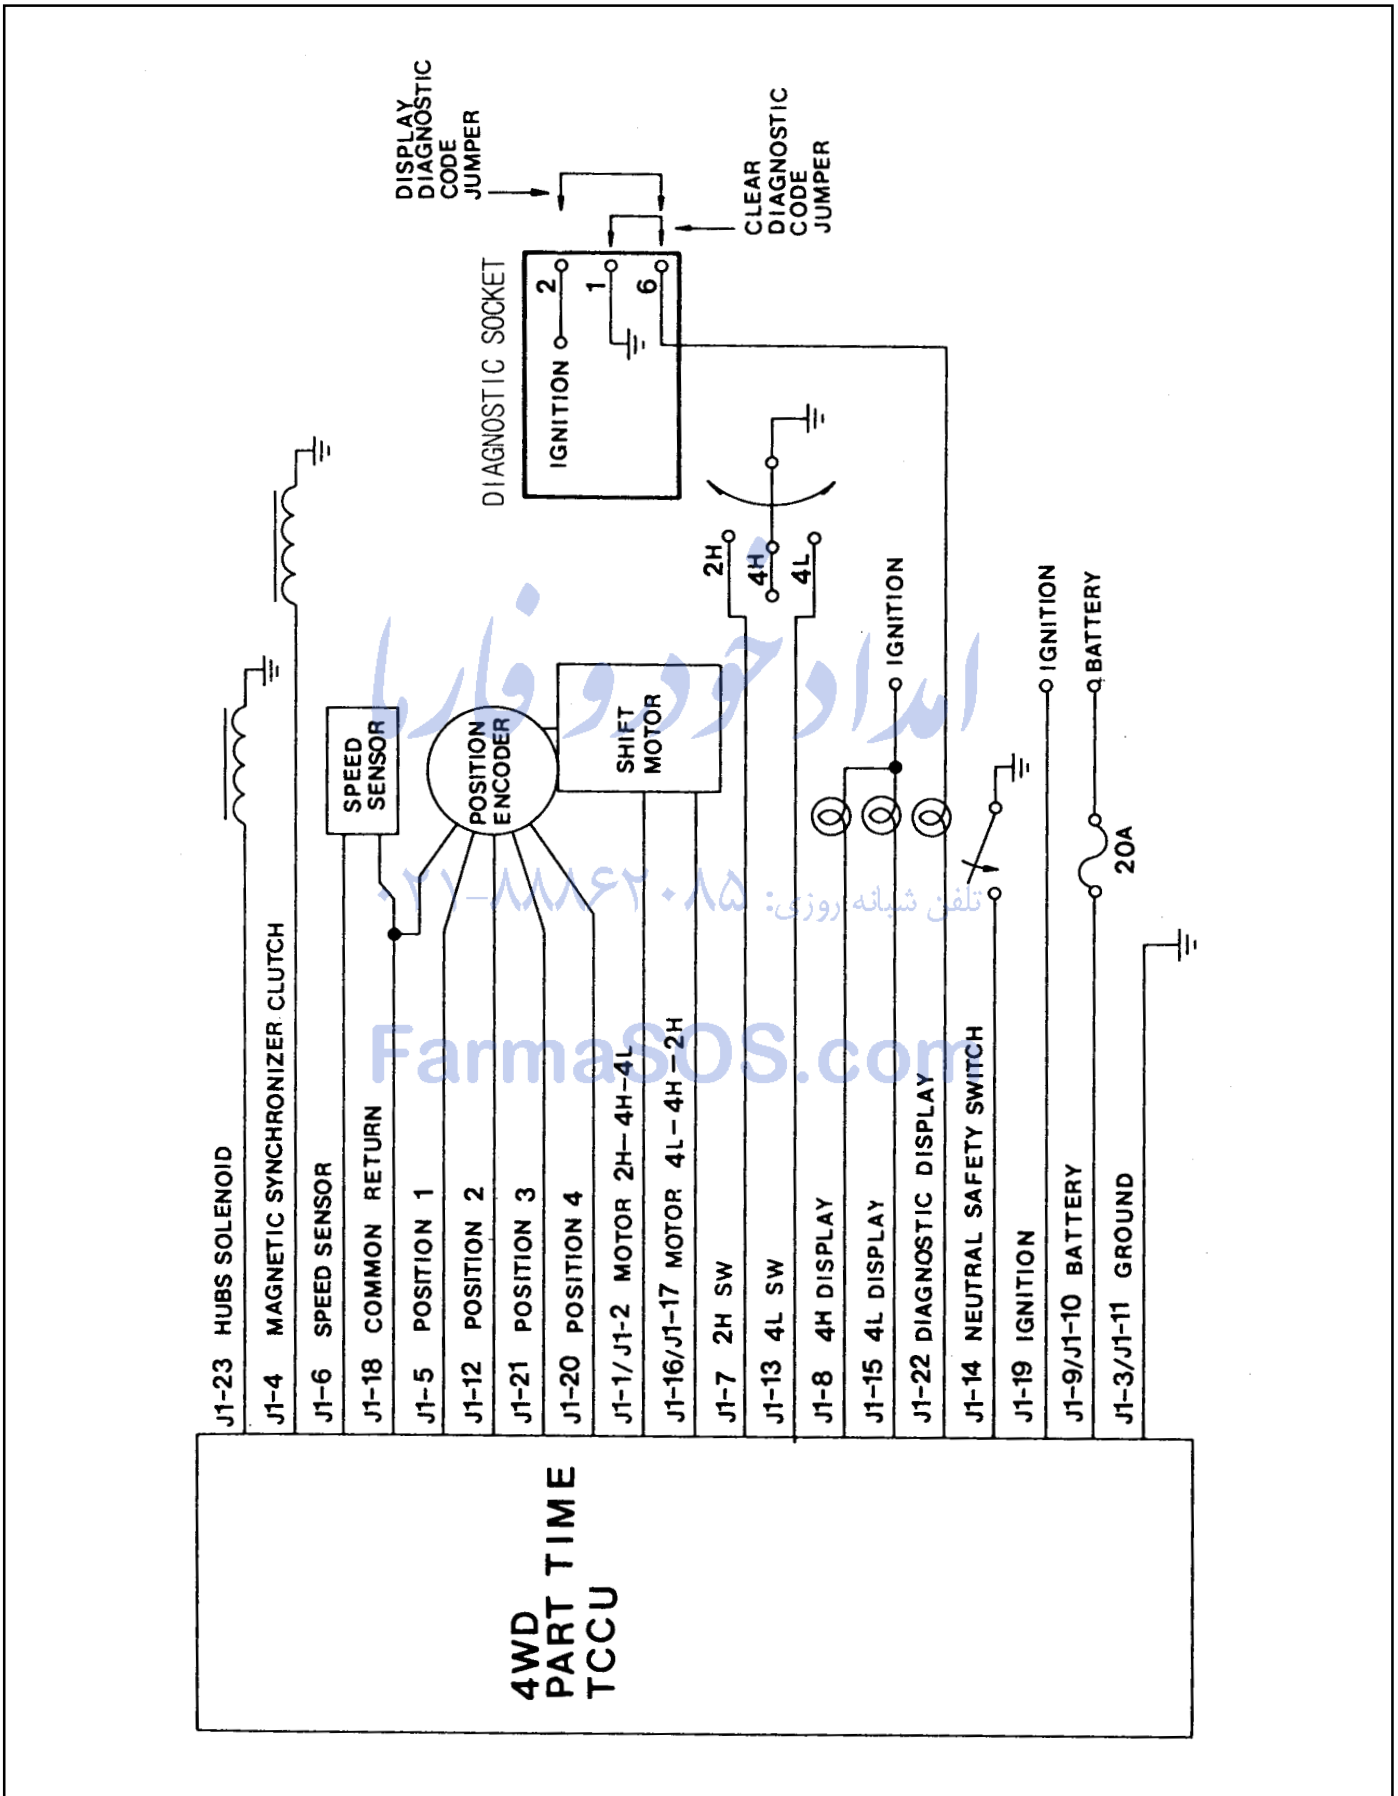 DISPLAY
DIAGNOSTIC
CODE
JUMPER
CLEAR
DIAGNOSTIC
CODE
JUMPER
DIAGNOSTIC SOCKET
IGNITION
2
1
6
2H
4H
4L
SPEED
SENSOR
POSITION
ENCODER
SHIFT
MOTOR
IGNITION
IGNITION
BATTERY
20A
امداد خودرو فارما
تلفن شبانه روزی: ۸۸۸۶۲۰۸۵-۰۲۱
FarmaSOS.com
J1-23 HUBS SOLENOID
J1-4 MAGNETIC SYNCHRONIZER CLUTCH
J1-6 SPEED SENSOR
J1-18 COMMON RETURN
J1-5 POSITION 1
J1-12 POSITION 2
J1-21 POSITION 3
J1-20 POSITION 4
J1-1/J1-2 MOTOR 2H-4H-4L
J1-16/J1-17 MOTOR 4L-4H-2H
J1-7 2H SW
J1-13 4L SW
J1-8 4H DISPLAY
J1-15 4L DISPLAY
J1-22 DIAGNOSTIC DISPLAY
J1-14 NEUTRAL SAFETY SWITCH
J1-19 IGNITION
J1-9/J1-10 BATTERY
J1-3/J1-11 GROUND
4WD
PART TIME
TCCU